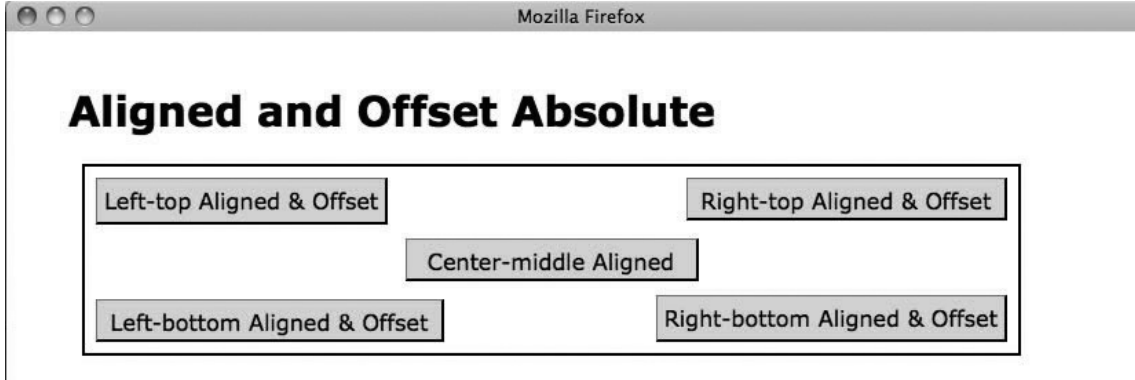 Mozilla Firefox
Aligned and Offset Absolute
Left-top Aligned & Offset
Right-top Aligned & Offset
Center-middle Aligned
Left-bottom Aligned & Offset
Right-bottom Aligned & Offset